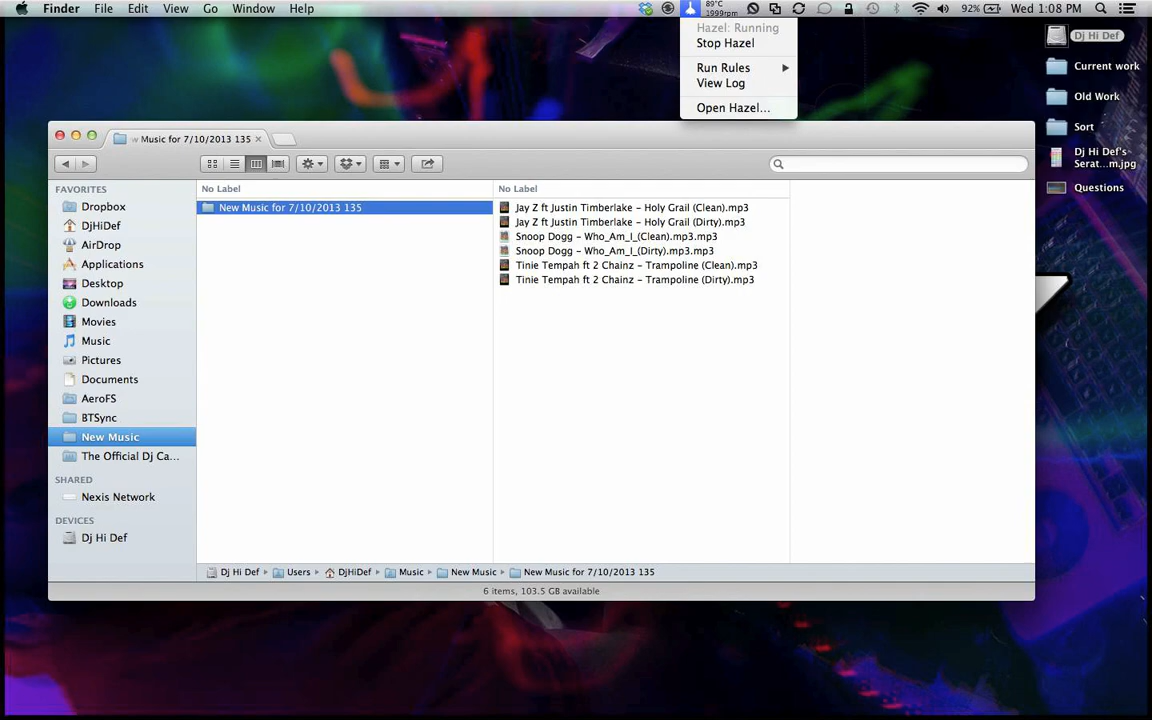 Finder File Edit View Go Window Help
89°C
1999rpm
92% Wed 1:08 PM
Hazel: Running
Stop Hazel
Run Rules
View Log
Open Hazel...
Dj Hi Def
Current work
Old Work
Sort
Dj Hi Def's
Serat...m.jpg
Questions
w Music for 7/10/2013 135
FAVORITES
Dropbox
DjHiDef
AirDrop
Applications
Desktop
Downloads
Movies
Music
Pictures
Documents
AeroFS
BTSync
New Music
The Official Dj Ca...
SHARED
Nexis Network
DEVICES
Dj Hi Def
No Label
New Music for 7/10/2013 135
No Label
Jay Z ft Justin Timberlake - Holy Grail (Clean).mp3
Jay Z ft Justin Timberlake - Holy Grail (Dirty).mp3
Snoop Dogg - Who_Am_I_(Clean).mp3.mp3
Snoop Dogg - Who_Am_I_(Dirty).mp3.mp3
Tinie Tempah ft 2 Chainz - Trampoline (Clean).mp3
Tinie Tempah ft 2 Chainz - Trampoline (Dirty).mp3
Dj Hi Def Users DjHiDef Music New Music New Music for 7/10/2013 135
6 items, 103.5 GB available